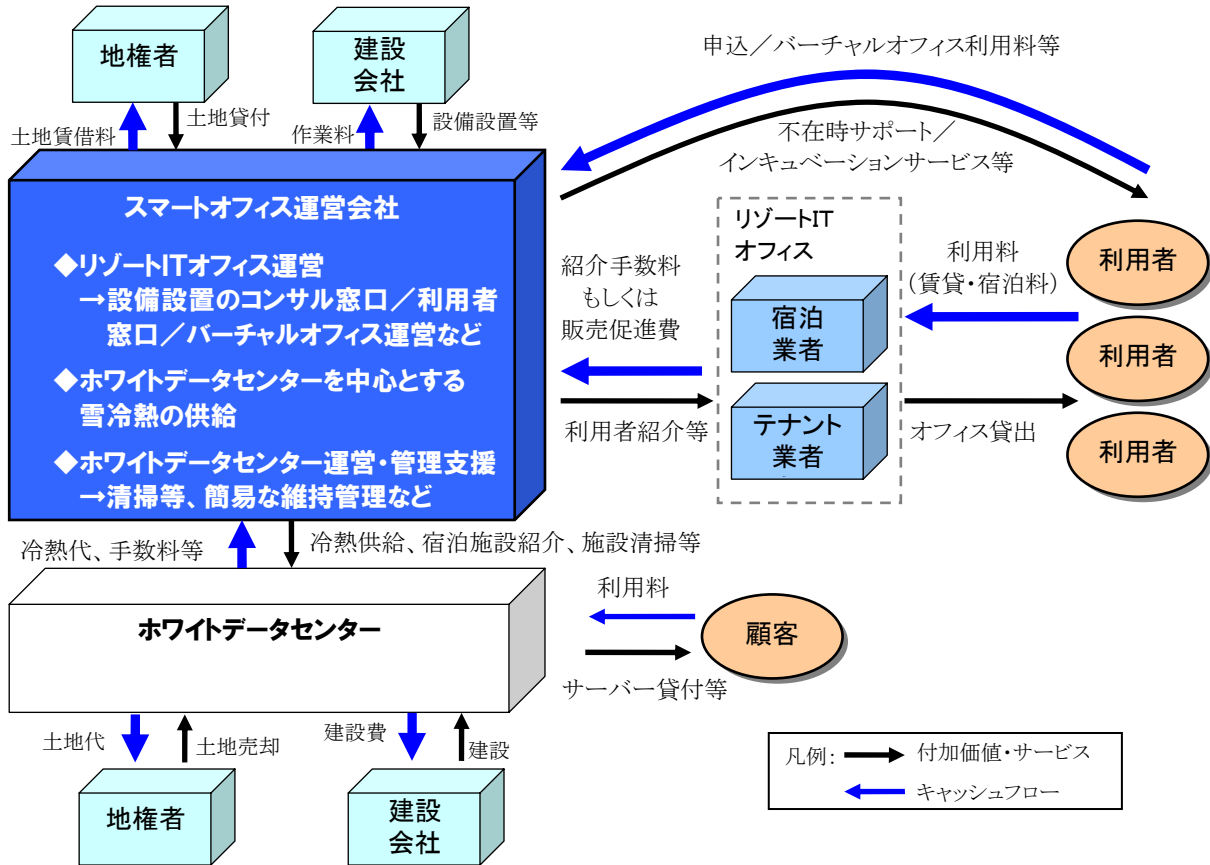 地権者
建設
会社
申込／バーチャルオフィス利用料等
土地賃借料
土地貸付
作業料
設備設置等
不在時サポート／
インキュベーションサービス等
スマートオフィス運営会社
◆リゾートITオフィス運営
→設備設置のコンサル窓口／利用者
窓口／バーチャルオフィス運営など
◆ホワイトデータセンターを中心とする
雪冷熱の供給
◆ホワイトデータセンター運営・管理支援
→清掃等、簡易な維持管理など
紹介手数料
もしくは
販売促進費
利用者紹介等
リゾートIT
オフィス
宿泊
業者
テナント
業者
利用料
（賃貸・宿泊料）
オフィス貸出
利用者
利用者
利用者
冷熱代、手数料等
冷熱供給、宿泊施設紹介、施設清掃等
ホワイトデータセンター
利用料
顧客
サーバー貸付等
土地代
土地売却
建設費
建設
地権者
建設
会社
凡例：
付加価値・サービス
キャッシュフロー